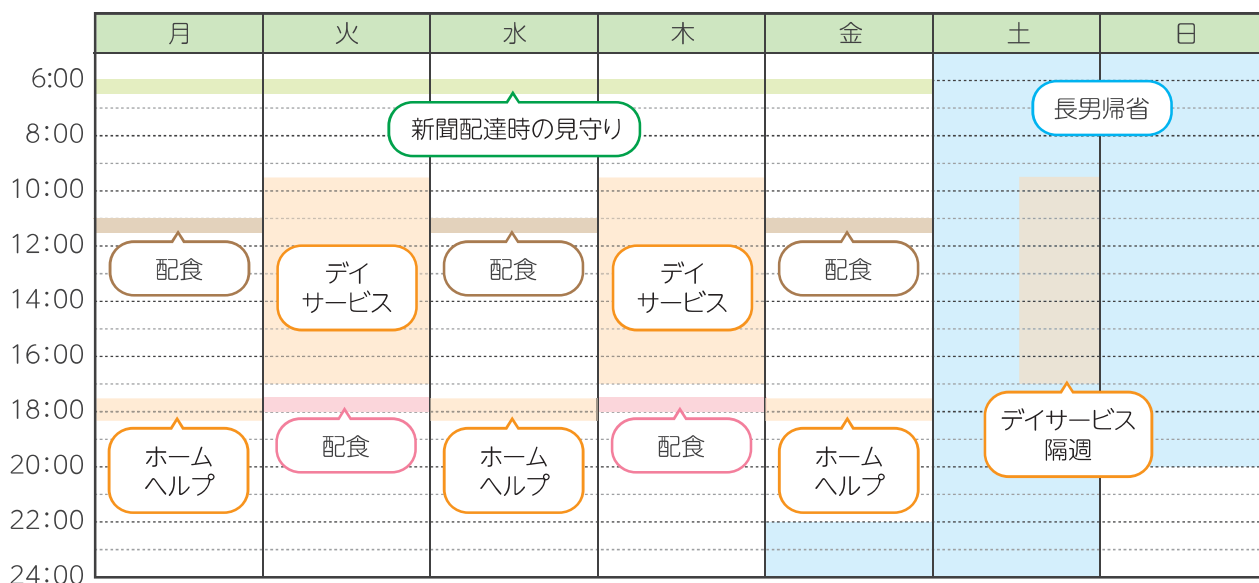 月 火 水 木 金 土 日
6:00
長男帰省
新聞配達時の見守り
8:00
10:00
12:00
配食
デイ
サービス
配食
デイ
サービス
配食
14:00
16:00
18:00
デイサービス
隔週
ホーム
ヘルプ
配食
ホーム
ヘルプ
配食
ホーム
ヘルプ
20:00
22:00
24:00